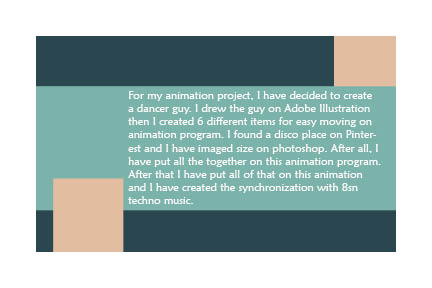 For my animation project, I have decided to create
a dancer guy. I drew the guy on Adobe Illustration
then I created 6 different items for easy moving on
animation program. I found a disco place on Pinter-
est and I have imaged size on photoshop. After all, I
have put all the together on this animation program.
After that I have put all of that on this animation
and I have created the synchronization with 8sn
techno music.